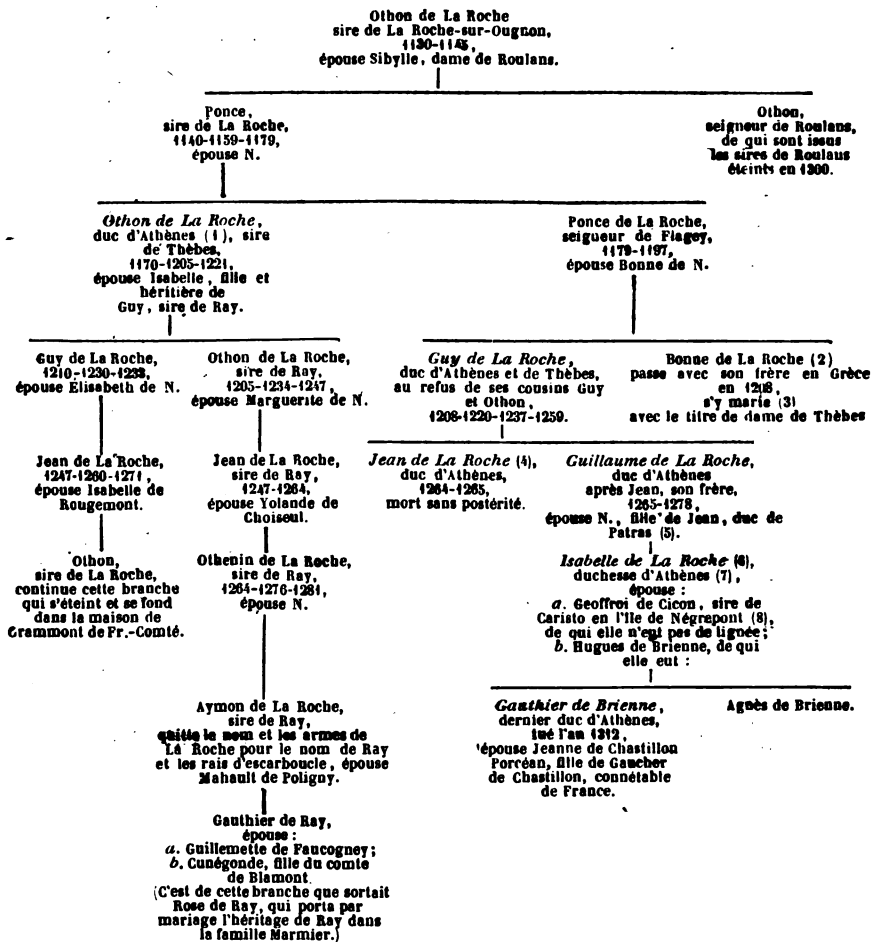 Othon de La Roche
sire de La Roche-sur-Ougnon,
1130-1145,
épouse Sibylle, dame de Roulans.
Ponce,
sire de La Roche,
1140-1159-1179,
épouse N.
Othon,
seigneur de Roulans,
de qui sont issus
les sires de Roulaus
éteints en 1300.
Othon de La Roche,
duc d'Athènes (1), sire
de Thèbes,
1170-1205-1221,
épouse Isabelle, fille et
héritière de
Guy, sire de Ray.
Ponce de La Roche,
seigueur de Flagey,
1179-1197,
épouse Bonne de N.
Guy de La Roche,
1210-1230-1233,
épouse Élisabeth de N.
Othon de La Roche,
sire de Ray,
1205-1234-1247,
épouse Marguerite de N.
Guy de La Roche,
duc d'Athènes et de Thèbes,
au refus de ses cousins Guy
et Othon,
1208-1220-1237-1259.
Bonne de La Roche (2)
passe avec son frère en Grèce
en 1208,
s'y marie (3)
avec le titre de dame de Thèbes
Jean de La Roche,
1247-1260-1271,
épouse Isabelle de
Rougemont.
Jean de La Roche,
sire de Ray,
1247-1264,
épouse Yolande de
Choiseul.
Jean de La Roche (4),
duc d'Athènes,
1264-1265,
mort sans postérité.
Guillaume de La Roche,
duc d'Athènes
après Jean, son frère,
1265-1278,
épouse N., fille de Jean, duc de
Patras (5).
Othon,
sire de La Roche,
continue cette branche
qui s'éteint et se fond
dans la maison de
Grammont de Fr.-Comté.
Othenin de La Roche,
sire de Ray,
1264-1276-1281,
épouse N.
Isabelle de La Roche (6),
duchesse d'Athènes (7),
épouse :
a. Geoffroi de Cicon, sire de
Caristo en l'île de Négrepont (8),
de qui elle n'eut pas de lignée;
b. Hugues de Brienne, de qui
elle eut :
Aymon de La Roche,
sire de Ray,
quitte le nom et les armes de
La Roche pour le nom de Ray
et les rais d'escarboucle, épouse
Mahault de Poligny.
Gauthier de Brienne,
dernier duc d'Athènes,
tué l'an 1312,
épouse Jeanne de Chastillon
Porcéan, fille de Gaucher
de Chastillon, connétable
de France.
Agnès de Brienne.
Gauthier de Ray,
épouse :
a. Guillemette de Faucogney;
b. Cunégonde, fille du comte
de Blamont
(C'est de cette branche que sortait
Rose de Ray, qui porta par
mariage l'héritage de Ray dans
la famille Marmier.)